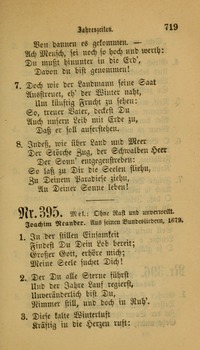 Jahreszeiten. 719
Von dannen es gekommen. —
Ach Mensch, sei noch so hoch und werth:
Du mußt hinunter in die Erd',
Davon du bist genommen!
7. Doch wie der Landmann seine Saat
Ausstreuet, eh' der Winter naht,
Um künftig Frucht zu sehen:
So, treuer Vater, deckest Du
Auch unsern Leib mit Erde zu,
Daß er soll auferstehen.
8. Indeß, wie über Land und Meer
Der Störche Zug, der Schwalben Heer
Der Sonn' entgegenstreben:
So laß zu Dir die Seelen fliehn,
Zu Deinem Paradiese ziehn,
An Deiner Sonne leben!
Nr. 395. Mel.: Ohne Rast und unverweilt.
Joachim Neander. Aus seinen Bundesliedern, 1679.
1. In der stillen Einsamkeit
Findest Du Dein Lob bereit;
Großer Gott, erhöre mich;
Meine Seele suchet Dich!
2. Der Du alle Sterne führst
Und der Jahre Lauf regierst,
Unveränderlich bist Du,
Nimmer still, und doch in Ruh'.
3. Diese kalte Winterluft
Kräftig in die Herzen ruft: